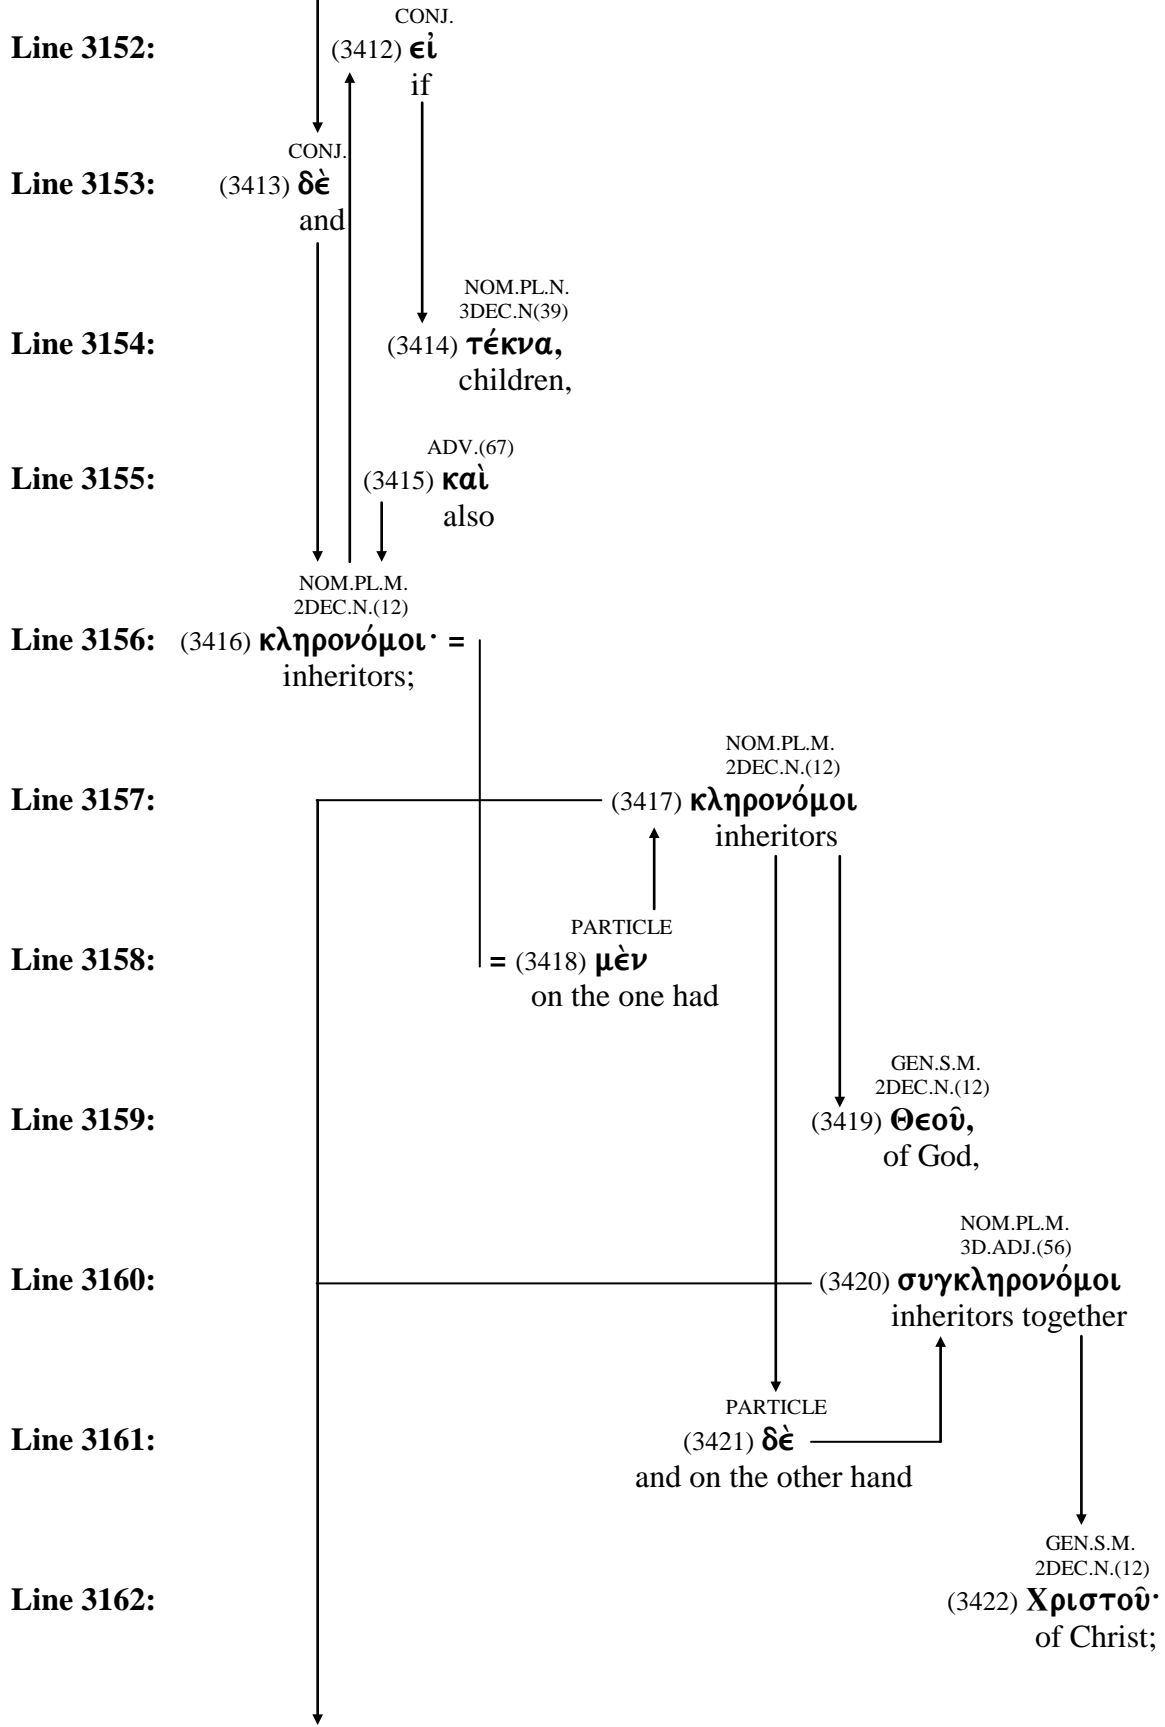 CONJ.
Line 3152: (3412) εἰ
if
CONJ.
Line 3153: (3413) δὲ
and
NOM.PL.N.
3DEC.N(39)
Line 3154: (3414) τέκνα,
children,
ADV.(67)
Line 3155: (3415) καὶ
also
NOM.PL.M.
2DEC.N.(12)
Line 3156: (3416) κληρονόμοι· =
inheritors;
NOM.PL.M.
2DEC.N.(12)
Line 3157: (3417) κληρονόμοι
inheritors
PARTICLE
Line 3158: = (3418) μὲν
on the one had
GEN.S.M.
2DEC.N.(12)
Line 3159: (3419) Θεοῦ,
of God,
NOM.PL.M.
3D.ADJ.(56)
Line 3160: (3420) συγκληρονόμοι
inheritors together
PARTICLE
Line 3161: (3421) δὲ
and on the other hand
GEN.S.M.
2DEC.N.(12)
Line 3162: (3422) Χριστοῦ·
of Christ;